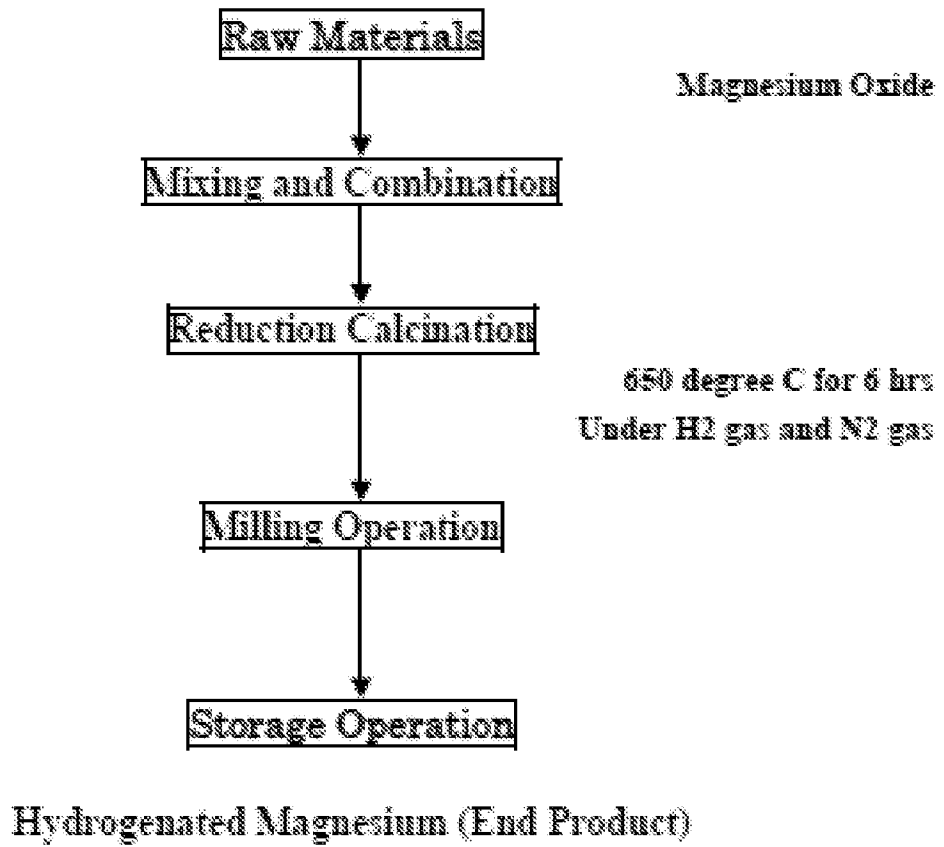 Raw Materials
Magnesium Oxide
Mixing and Combination
Reduction Calcination
650 degree C for 6 hrs
Under H2 gas and N2 gas
Milling Operation
Storage Operation
Hydrogenated Magnesium (End Product)